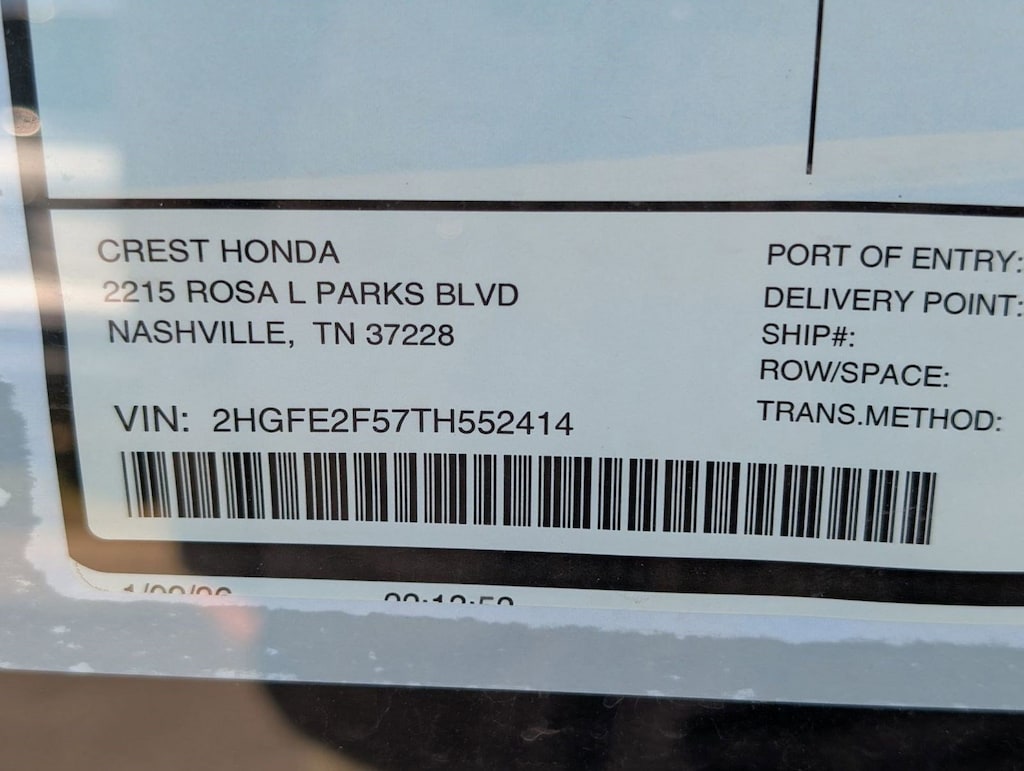 CREST HONDA
2215 ROSA L PARKS BLVD
NASHVILLE, TN 37228
VIN: 2HGFE2F57TH552414
PORT OF ENTRY:
DELIVERY POINT:
SHIP#:
ROW/SPACE:
TRANS.METHOD: